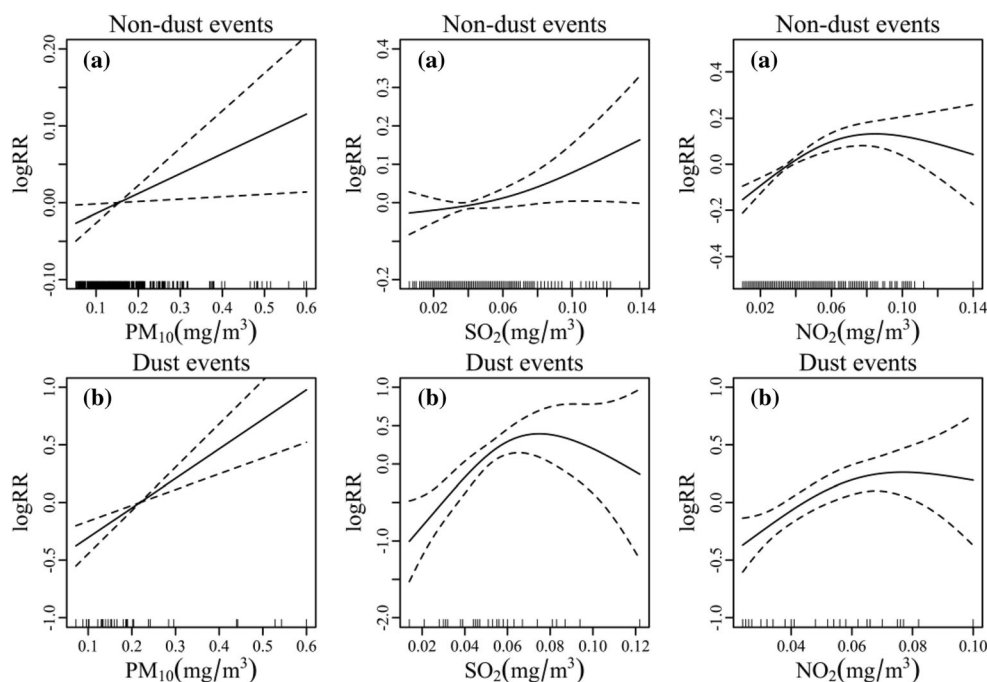 Non-dust events
(a)
logRR
0.20
0.10
0.00
-0.10
0.1 0.2 0.3 0.4 0.5 0.6
PM₁₀(mg/m³)
Non-dust events
(a)
logRR
0.4
0.3
0.2
0.1
0.0
-0.2
0.02 0.06 0.10 0.14
SO₂(mg/m³)
Non-dust events
(a)
logRR
0.4
0.2
0.0
-0.2
-0.4
0.02 0.06 0.10 0.14
NO₂(mg/m³)
Dust events
(b)
logRR
1.0
0.5
0.0
-0.5
-1.0
0.1 0.2 0.3 0.4 0.5 0.6
PM₁₀(mg/m³)
Dust events
(b)
logRR
1.0
0.5
0.0
-1.0
-2.0
0.02 0.04 0.06 0.08 0.10 0.12
SO₂(mg/m³)
Dust events
(b)
logRR
1.0
0.5
0.0
-0.5
-1.0
0.04 0.06 0.08 0.10
NO₂(mg/m³)